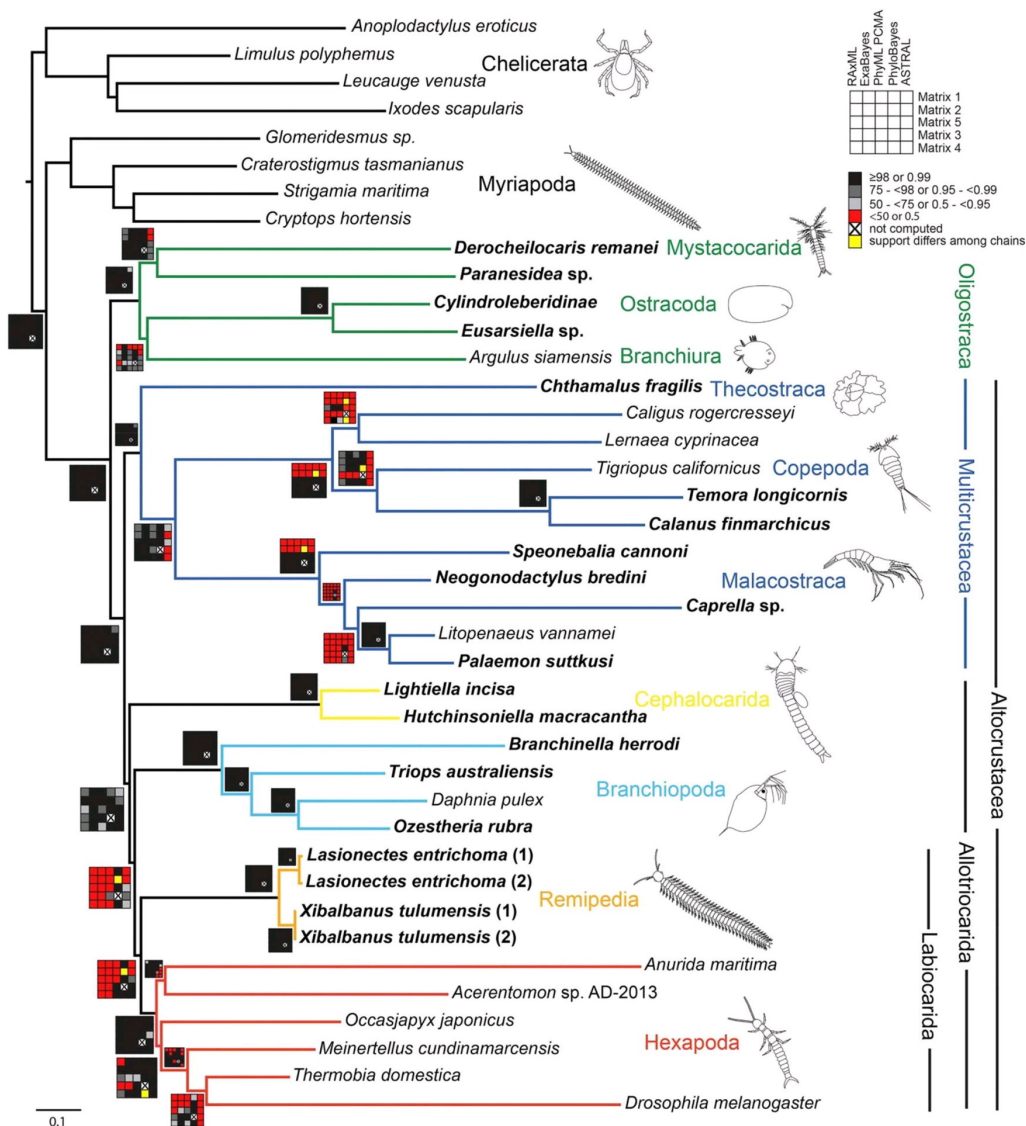 Anoplodactylus eroticus
Limulus polyphemus
Chelicerata
Leucauge venusta
Ixodes scapularis
RAxML
ExaBayes
PhyML PCMA
PhyloBayes
ASTRAL
Matrix 1
Matrix 2
Matrix 5
Matrix 3
Matrix 4
≥98 or 0.99
75 - <98 or 0.95 - <0.99
50 - <75 or 0.5 - <0.95
<50 or 0.5
not computed
support differs among chains
Glomeridesmus sp.
Craterostigmus tasmanianus
Myriapoda
Strigamia maritima
Cryptops hortensis
Derocheilocaris remanei
Mystacocarida
Paranesidea sp.
Cylindroleberidinae
Ostracoda
Eusarsiella sp.
Argulus siamensis
Branchiura
Oligostraca
Chthamalus fragilis
Thecostraca
Caligus rogercresseyi
Lernaea cyprinacea
Tigriopus californicus
Copepoda
Temora longicornis
Calanus finmarchicus
Multicrustacea
Speonebalia cannoni
Neogonodactylus bredini
Malacostraca
Caprella sp.
Litopenaeus vannamei
Palaemon suttkusi
Lightiella incisa
Cephalocarida
Hutchinsoniella macracantha
Altocrustacea
Branchinella herrodi
Triops australiensis
Branchiopoda
Daphnia pulex
Ozestheria rubra
Lasionectes entrichoma (1)
Lasionectes entrichoma (2)
Remipedia
Xibalbanus tulumensis (1)
Xibalbanus tulumensis (2)
Allotriocarida
Labiocarida
Anurida maritima
Acerentomon sp. AD-2013
Occasjapyx japonicus
Hexapoda
Meinertellus cundinamarcensis
Thermobia domestica
Drosophila melanogaster
0.1